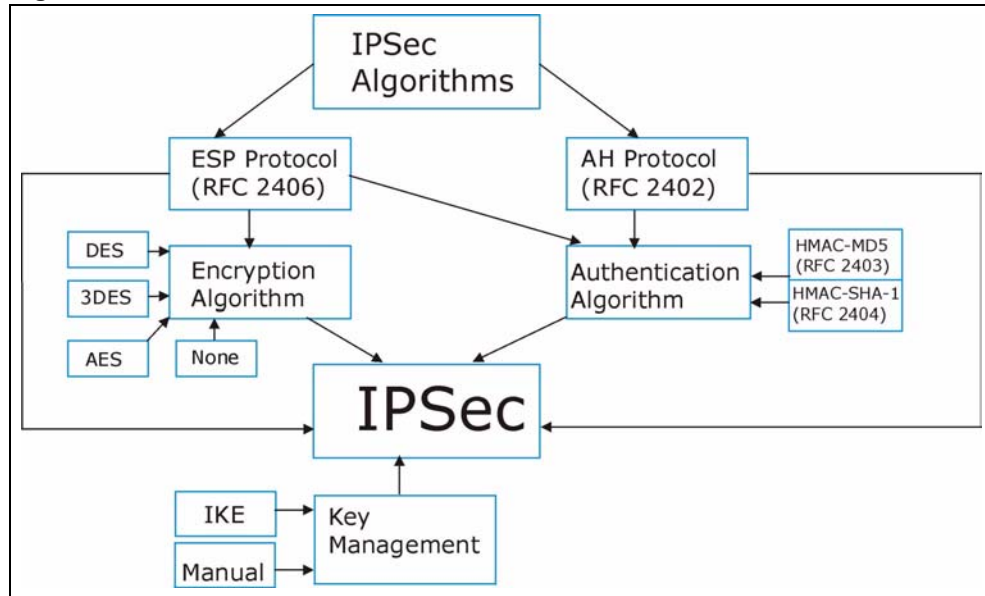 IPSec
Algorithms
ESP Protocol
(RFC 2406)
AH Protocol
(RFC 2402)
DES
3DES
AES
None
Encryption
Algorithm
Authentication
Algorithm
HMAC-MD5
(RFC 2403)
HMAC-SHA-1
(RFC 2404)
IPSec
IKE
Manual
Key
Management